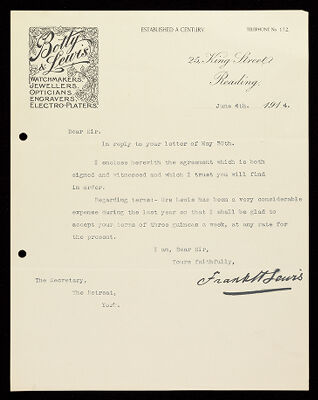 ESTABLISHED A CENTURY.
TELEPHONE No 112.
Botly
& Lewis,
WATCHMAKERS,
JEWELLERS,
OPTICIANS,
ENGRAVERS,
ELECTRO-PLATERS.
25, King Street,
Reading,
June 4th. 1914.
Dear Sir,
In reply to your letter of May 30th.
I enclose herewith the agreement which is both
signed and witnessed and which I trust you will find
in order.
Regarding terms:- Mrs Lewis has been a very considerable
expense during the last year so that I shall be glad to
accept your terms of three guineas a week, at any rate for
the present.
I am, Dear Sir,
Yours faithfully,
Frank W Lewis
The Secretary,
The Retreat,
York.